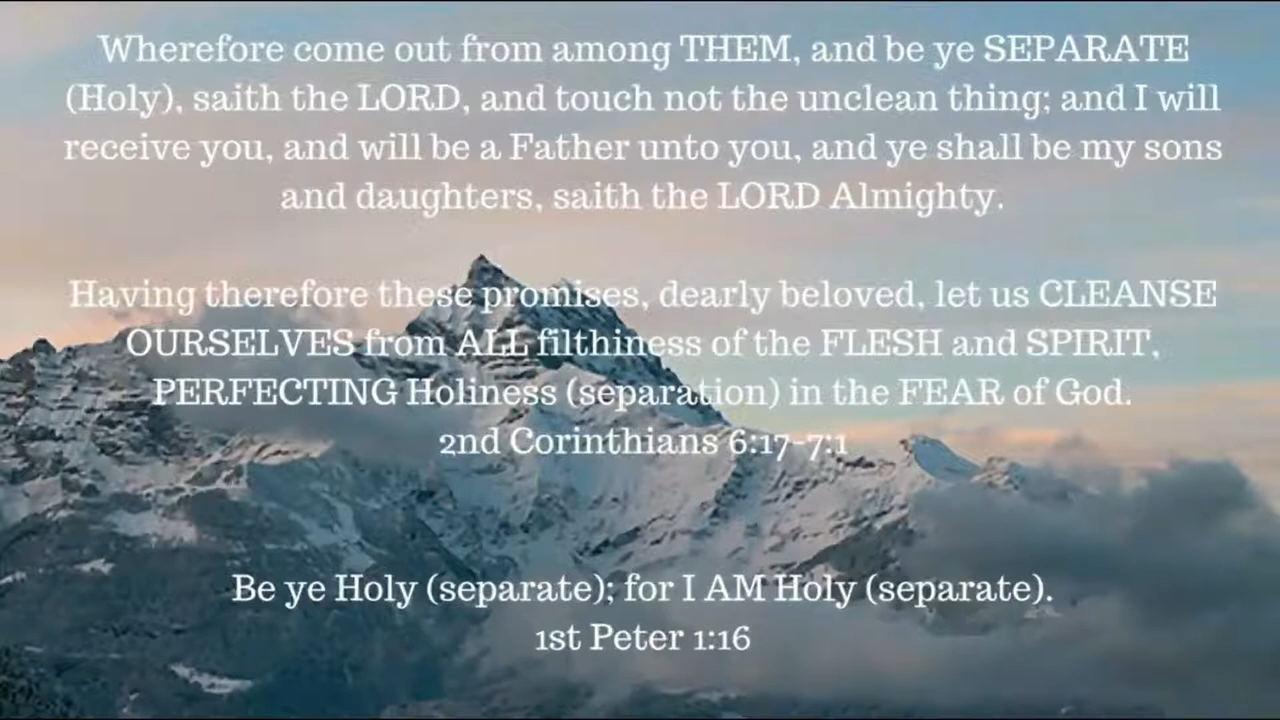 Wherefore come out from among THEM, and be ye SEPARATE
(Holy), saith the LORD, and touch not the unclean thing; and I will
receive you, and will be a Father unto you, and ye shall be my sons
and daughters, saith the LORD Almighty.
Having therefore these promises, dearly beloved, let us CLEANSE
OURSELVES from ALL filthiness of the FLESH and SPIRIT,
PERFECTING Holiness (separation) in the FEAR of God.
2nd Corinthians 6:17-7:1
Be ye Holy (separate); for I AM Holy (separate).
1st Peter 1:16